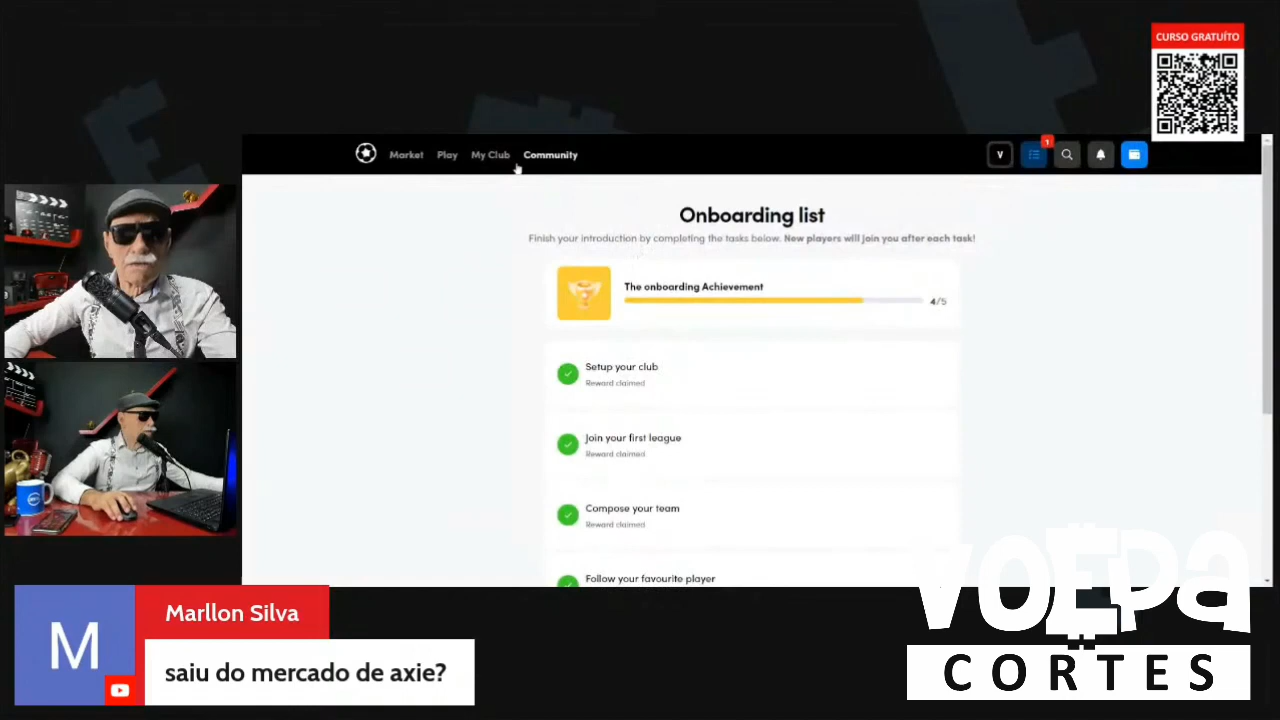 CURSO GRATUÍTO
Market Play My Club Community
V
1
Onboarding list
Finish your introduction by completing the tasks below. New players will join you after each task!
The onboarding Achievement
4/5
Setup your club
Reward claimed
Join your first league
Reward claimed
Compose your team
Reward claimed
Follow your favourite player
M
Marllon Silva
saiu do mercado de axie?
VOEPA
CORTES